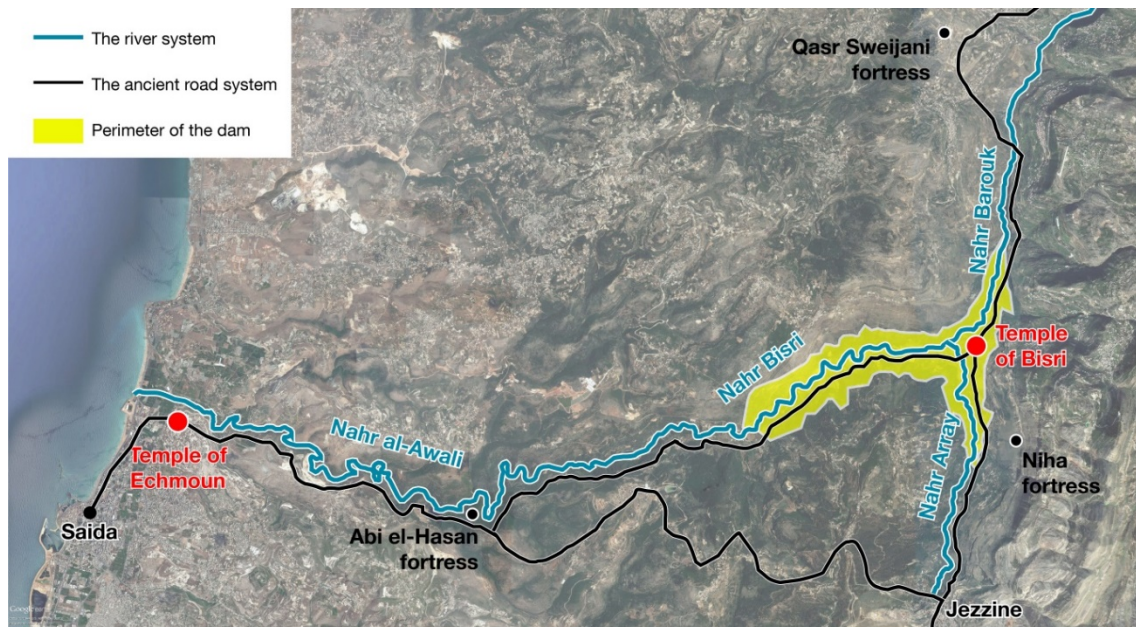 The river system
The ancient road system
Perimeter of the dam
Qasr Sweijani
fortress
Nahr Barouk
Temple
of Bisri
Nahr Bisri
Nahr al-Awali
Temple of
Echmoun
Nahr Array
Niha
fortress
Saida
Abi el-Hasan
fortress
Jezzine